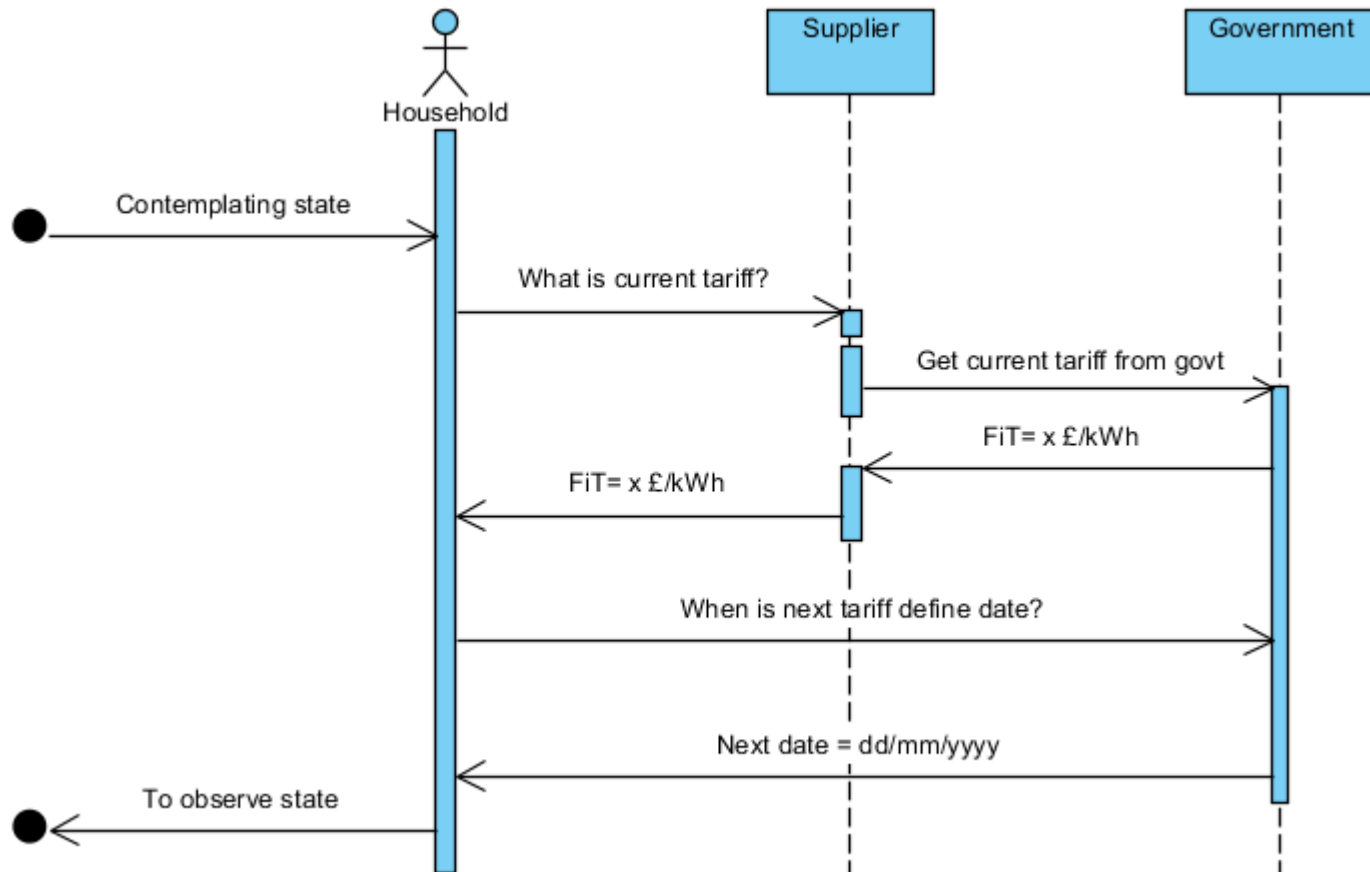 Supplier
Government
Household
Contemplating state
What is current tariff?
Get current tariff from govt
FiT= x £/kWh
FiT= x £/kWh
When is next tariff define date?
Next date = dd/mm/yyyy
To observe state